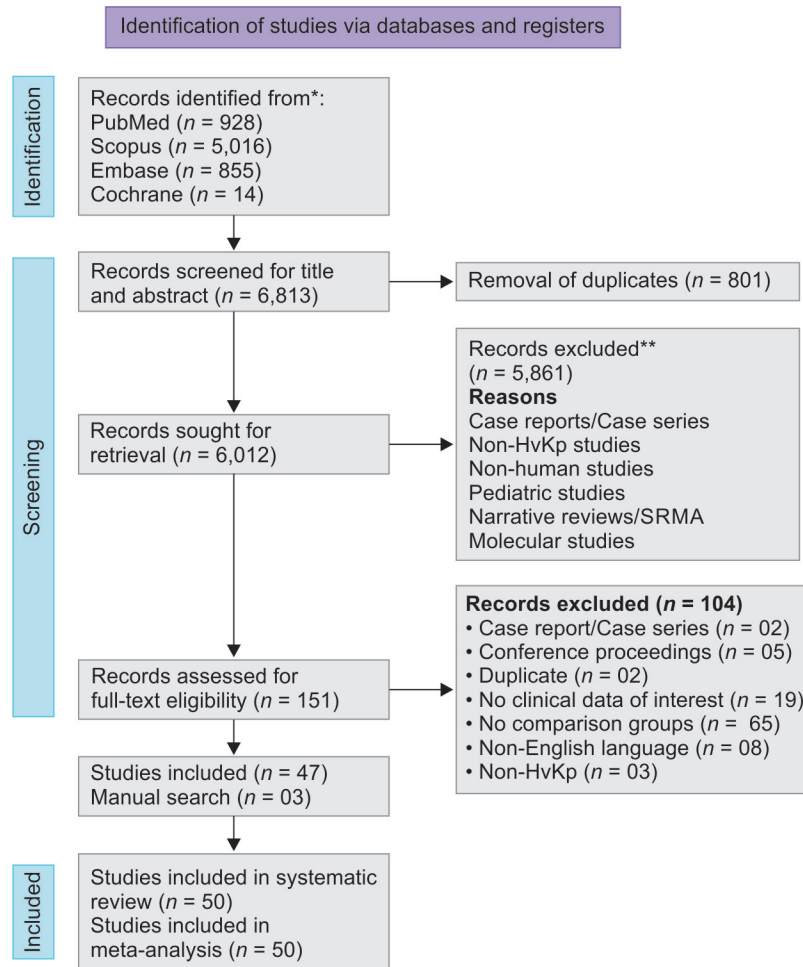 Identification of studies via databases and registers
Identification
Records identified from*:
PubMed (n = 928)
Scopus (n = 5,016)
Embase (n = 855)
Cochrane (n = 14)
Screening
Records screened for title
and abstract (n = 6,813)
Removal of duplicates (n = 801)
Records sought for
retrieval (n = 6,012)
Records excluded**
(n = 5,861)
Reasons
Case reports/Case series
Non-HvKp studies
Non-human studies
Pediatric studies
Narrative reviews/SRMA
Molecular studies
Records assessed for
full-text eligibility (n = 151)
Records excluded (n = 104)
• Case report/Case series (n = 02)
• Conference proceedings (n = 05)
• Duplicate (n = 02)
• No clinical data of interest (n = 19)
• No comparison groups (n = 65)
• Non-English language (n = 08)
• Non-HvKp (n = 03)
Studies included (n = 47)
Manual search (n = 03)
Included
Studies included in systematic
review (n = 50)
Studies included in
meta-analysis (n = 50)